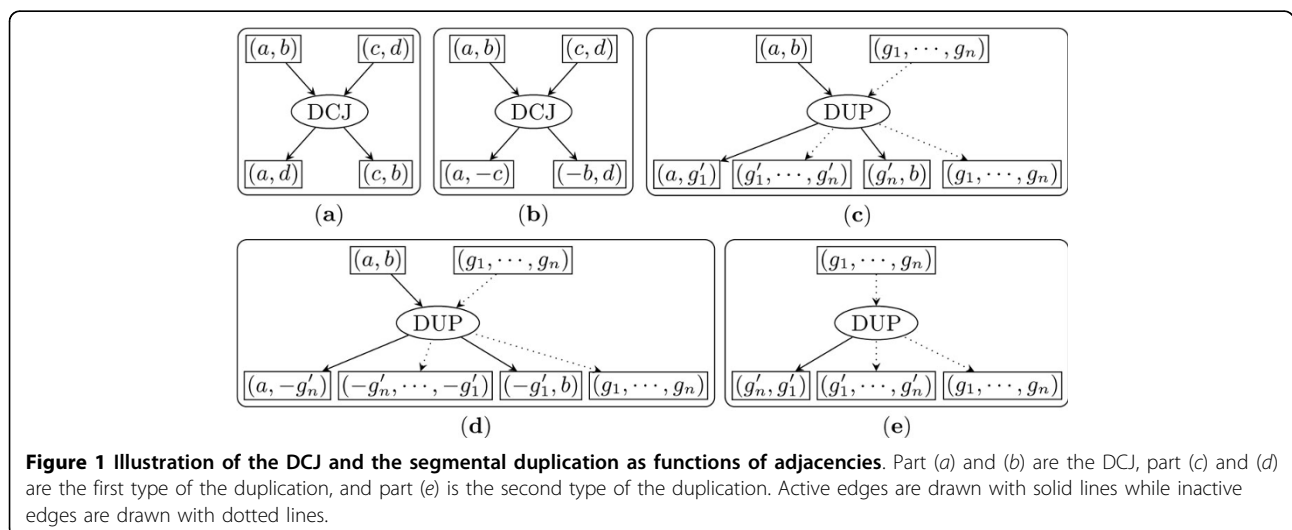 (a, b) (c, d) (a, b) (c, d) (a, b) (g₁, ⋯, gₙ)
DCJ DCJ DUP
(a, d) (c, b) (a, −c) (−b, d) (a, g′₁) (g′₁, ⋯, g′ₙ) (g′ₙ, b) (g₁, ⋯, gₙ)
(a) (b) (c)
(a, b) (g₁, ⋯, gₙ) (g₁, ⋯, gₙ)
DUP DUP
(a, −g′ₙ) (−g′ₙ, ⋯, −g′₁) (−g′₁, b) (g₁, ⋯, gₙ) (g′ₙ, g′₁) (g′₁, ⋯, g′ₙ) (g₁, ⋯, gₙ)
(d) (e)
Figure 1 Illustration of the DCJ and the segmental duplication as functions of adjacencies. Part (a) and (b) are the DCJ, part (c) and (d)
are the first type of the duplication, and part (e) is the second type of the duplication. Active edges are drawn with solid lines while inactive
edges are drawn with dotted lines.